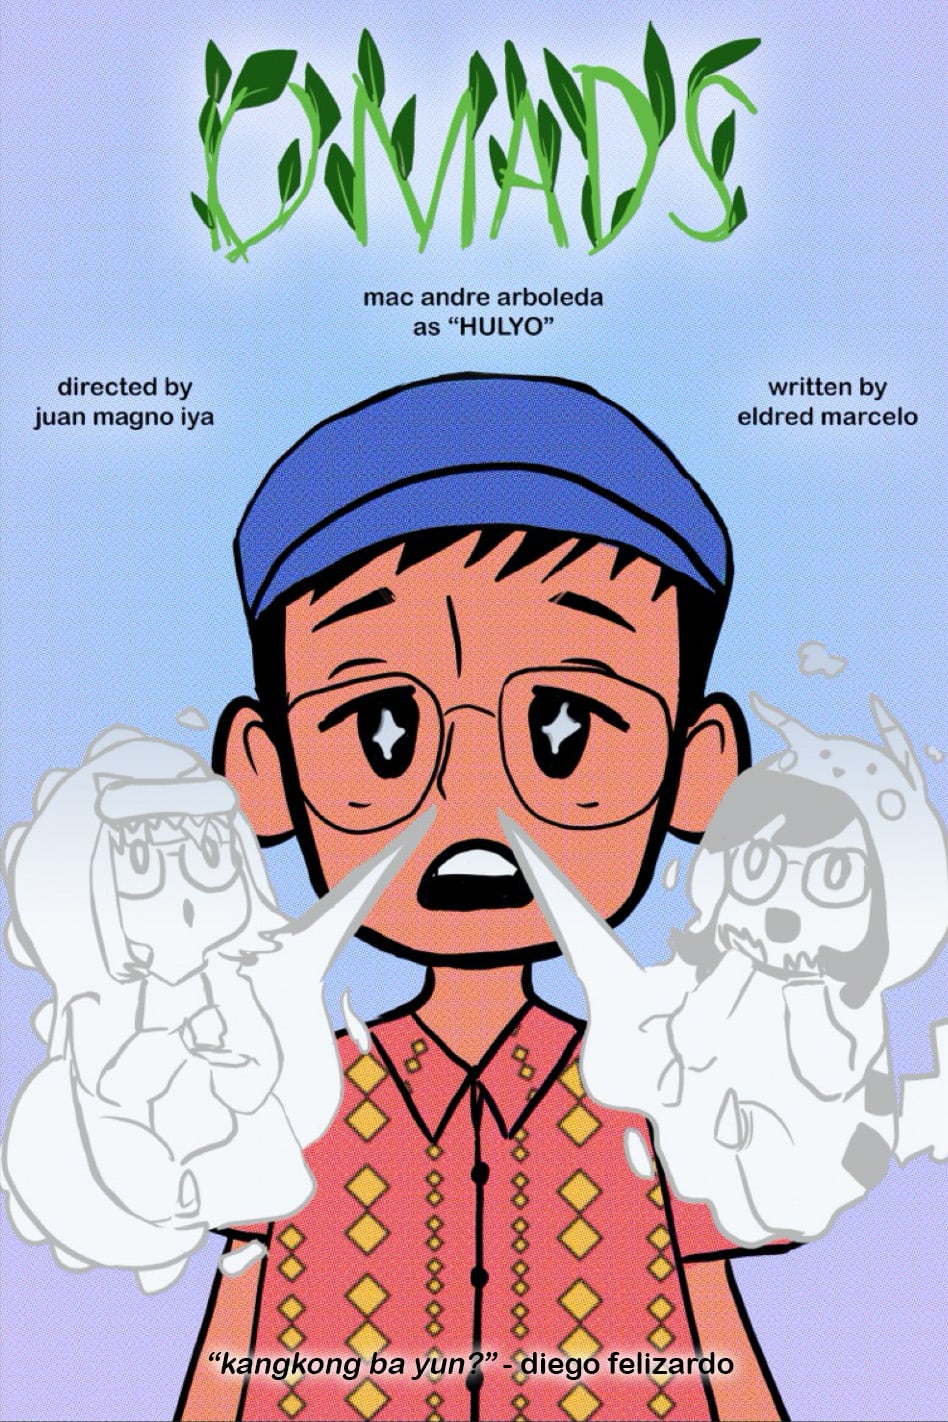 OMADS
mac andre arboleda
as “HULYO”
directed by
juan magno iya
written by
eldred marcelo
“kangkong ba yun?” - diego felizardo